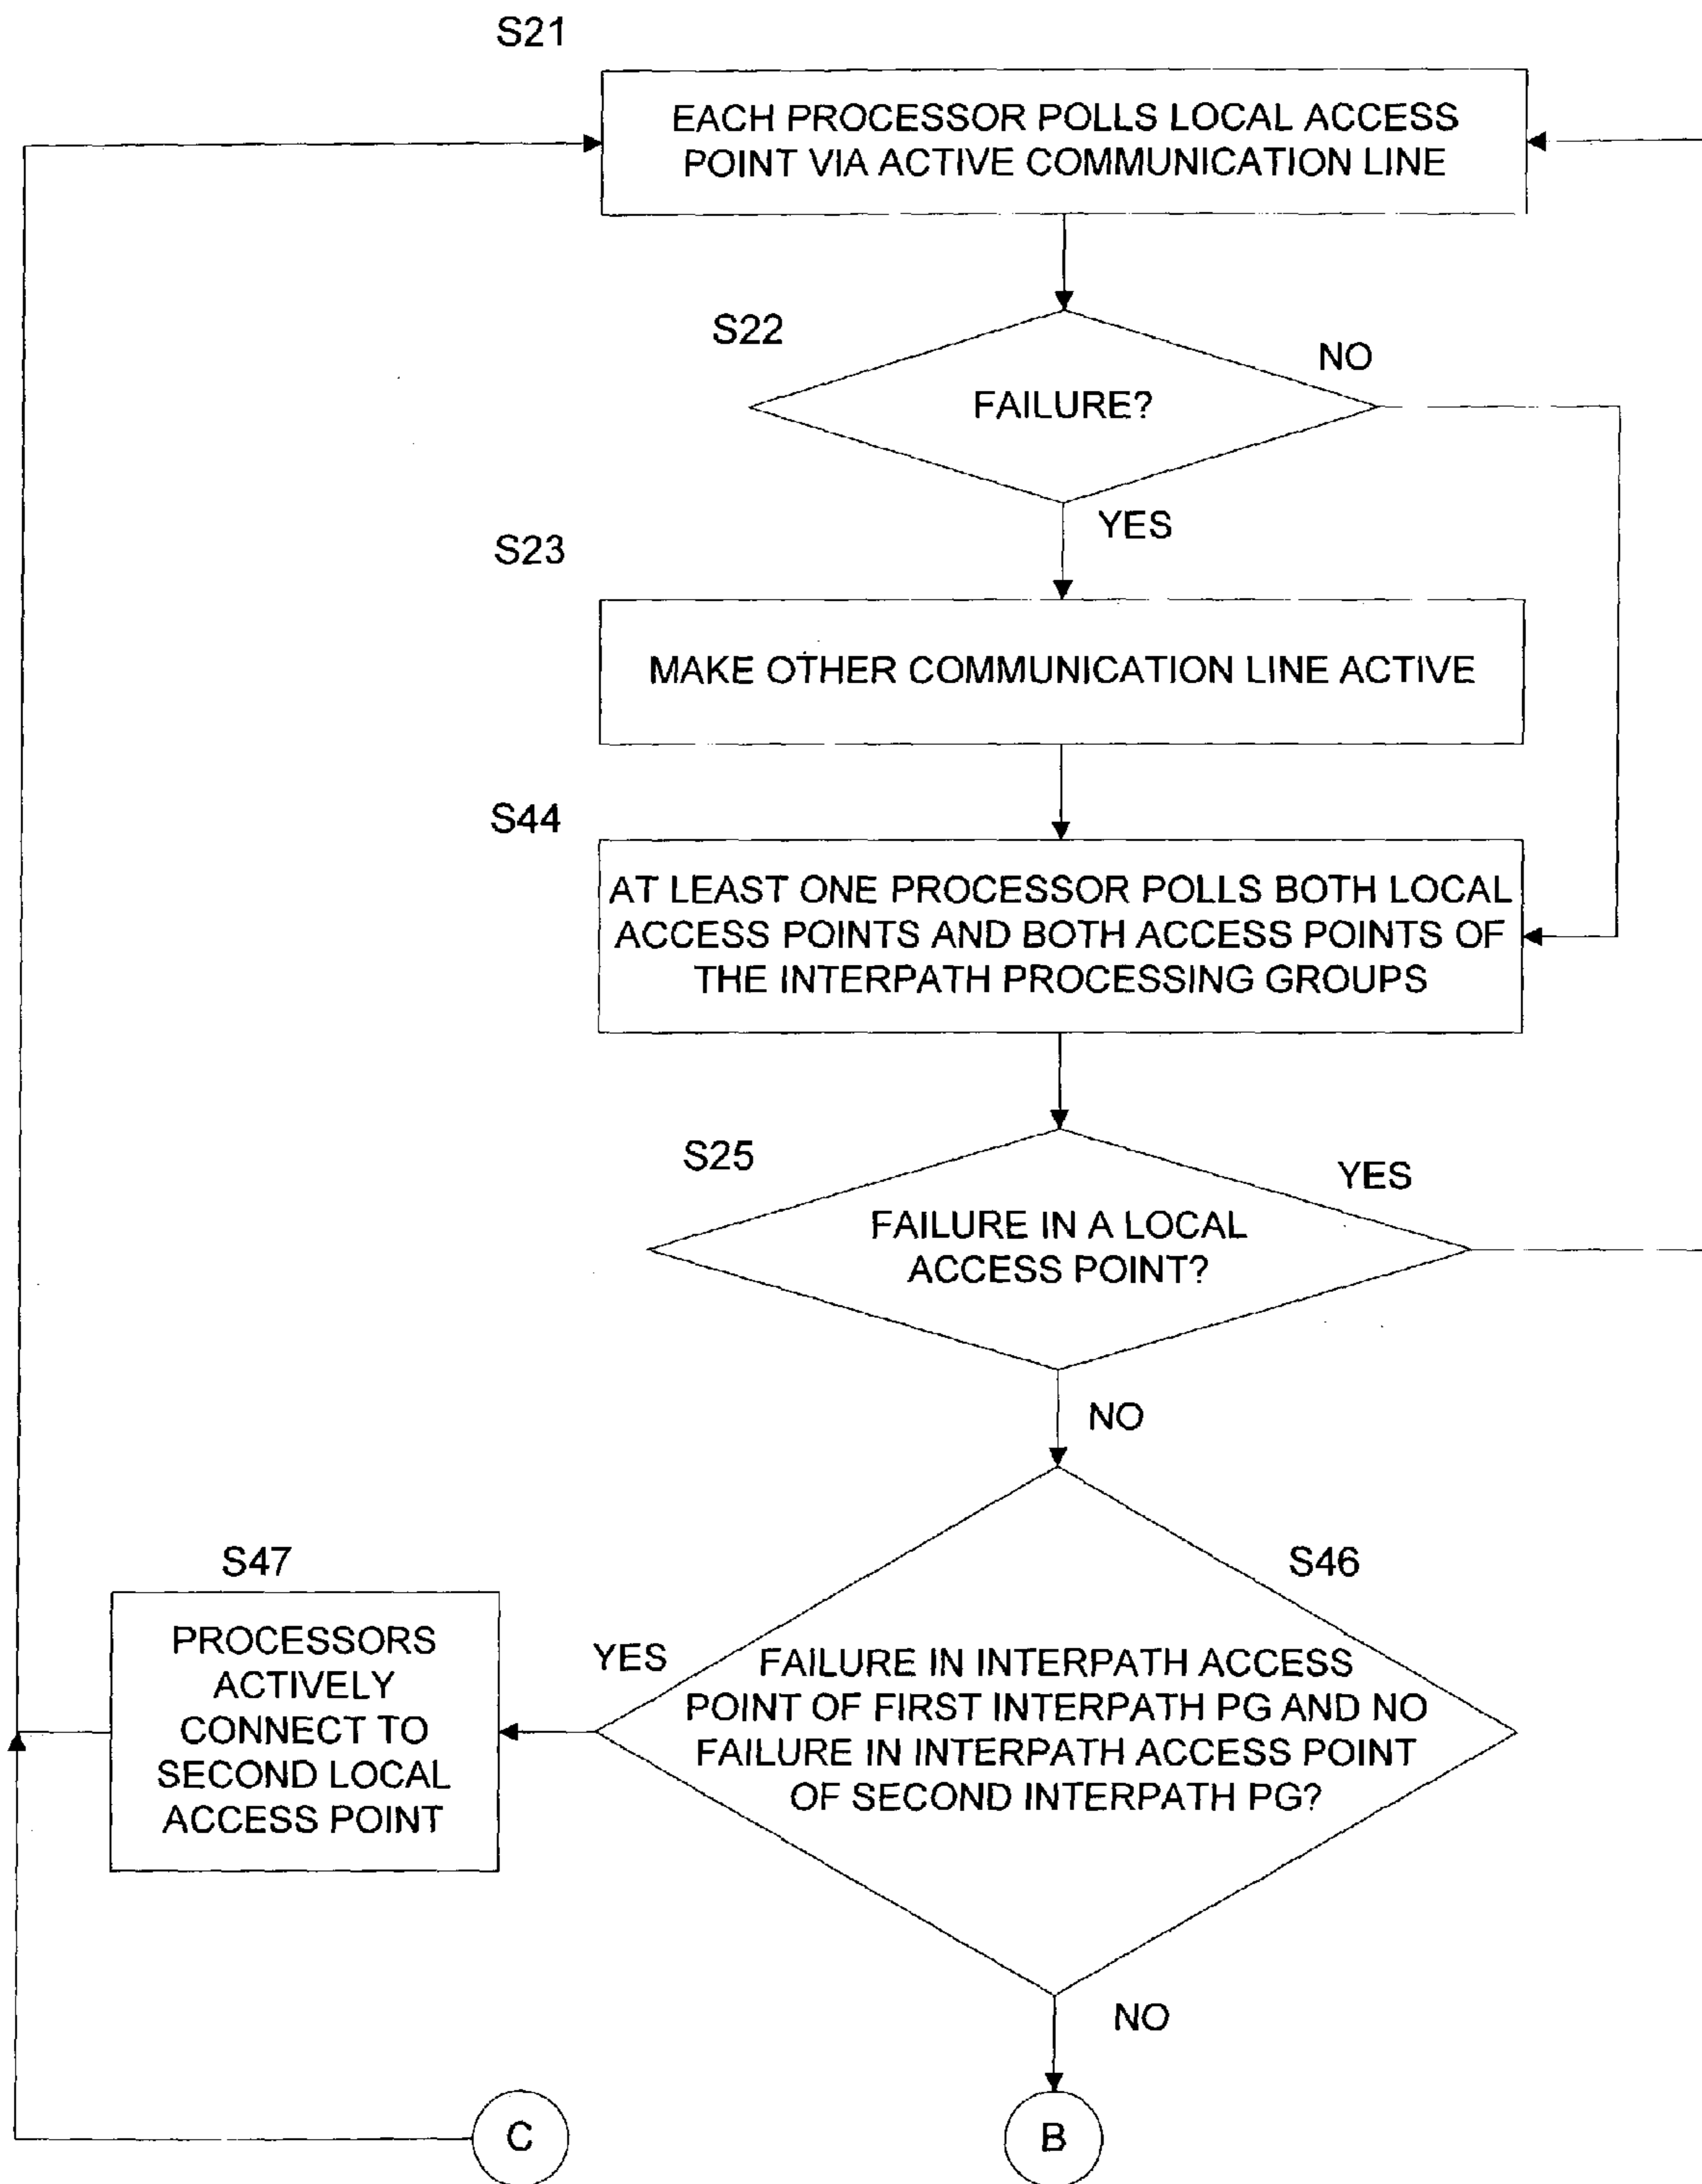 S21
EACH PROCESSOR POLLS LOCAL ACCESS
POINT VIA ACTIVE COMMUNICATION LINE
S22
NO
FAILURE?
YES
S23
MAKE OTHER COMMUNICATION LINE ACTIVE
S44
AT LEAST ONE PROCESSOR POLLS BOTH LOCAL
ACCESS POINTS AND BOTH ACCESS POINTS OF
THE INTERPATH PROCESSING GROUPS
S25
YES
FAILURE IN A LOCAL
ACCESS POINT?
NO
S47
S46
PROCESSORS
ACTIVELY
CONNECT TO
SECOND LOCAL
ACCESS POINT
YES
FAILURE IN INTERPATH ACCESS
POINT OF FIRST INTERPATH PG AND NO
FAILURE IN INTERPATH ACCESS POINT
OF SECOND INTERPATH PG?
NO
C
B